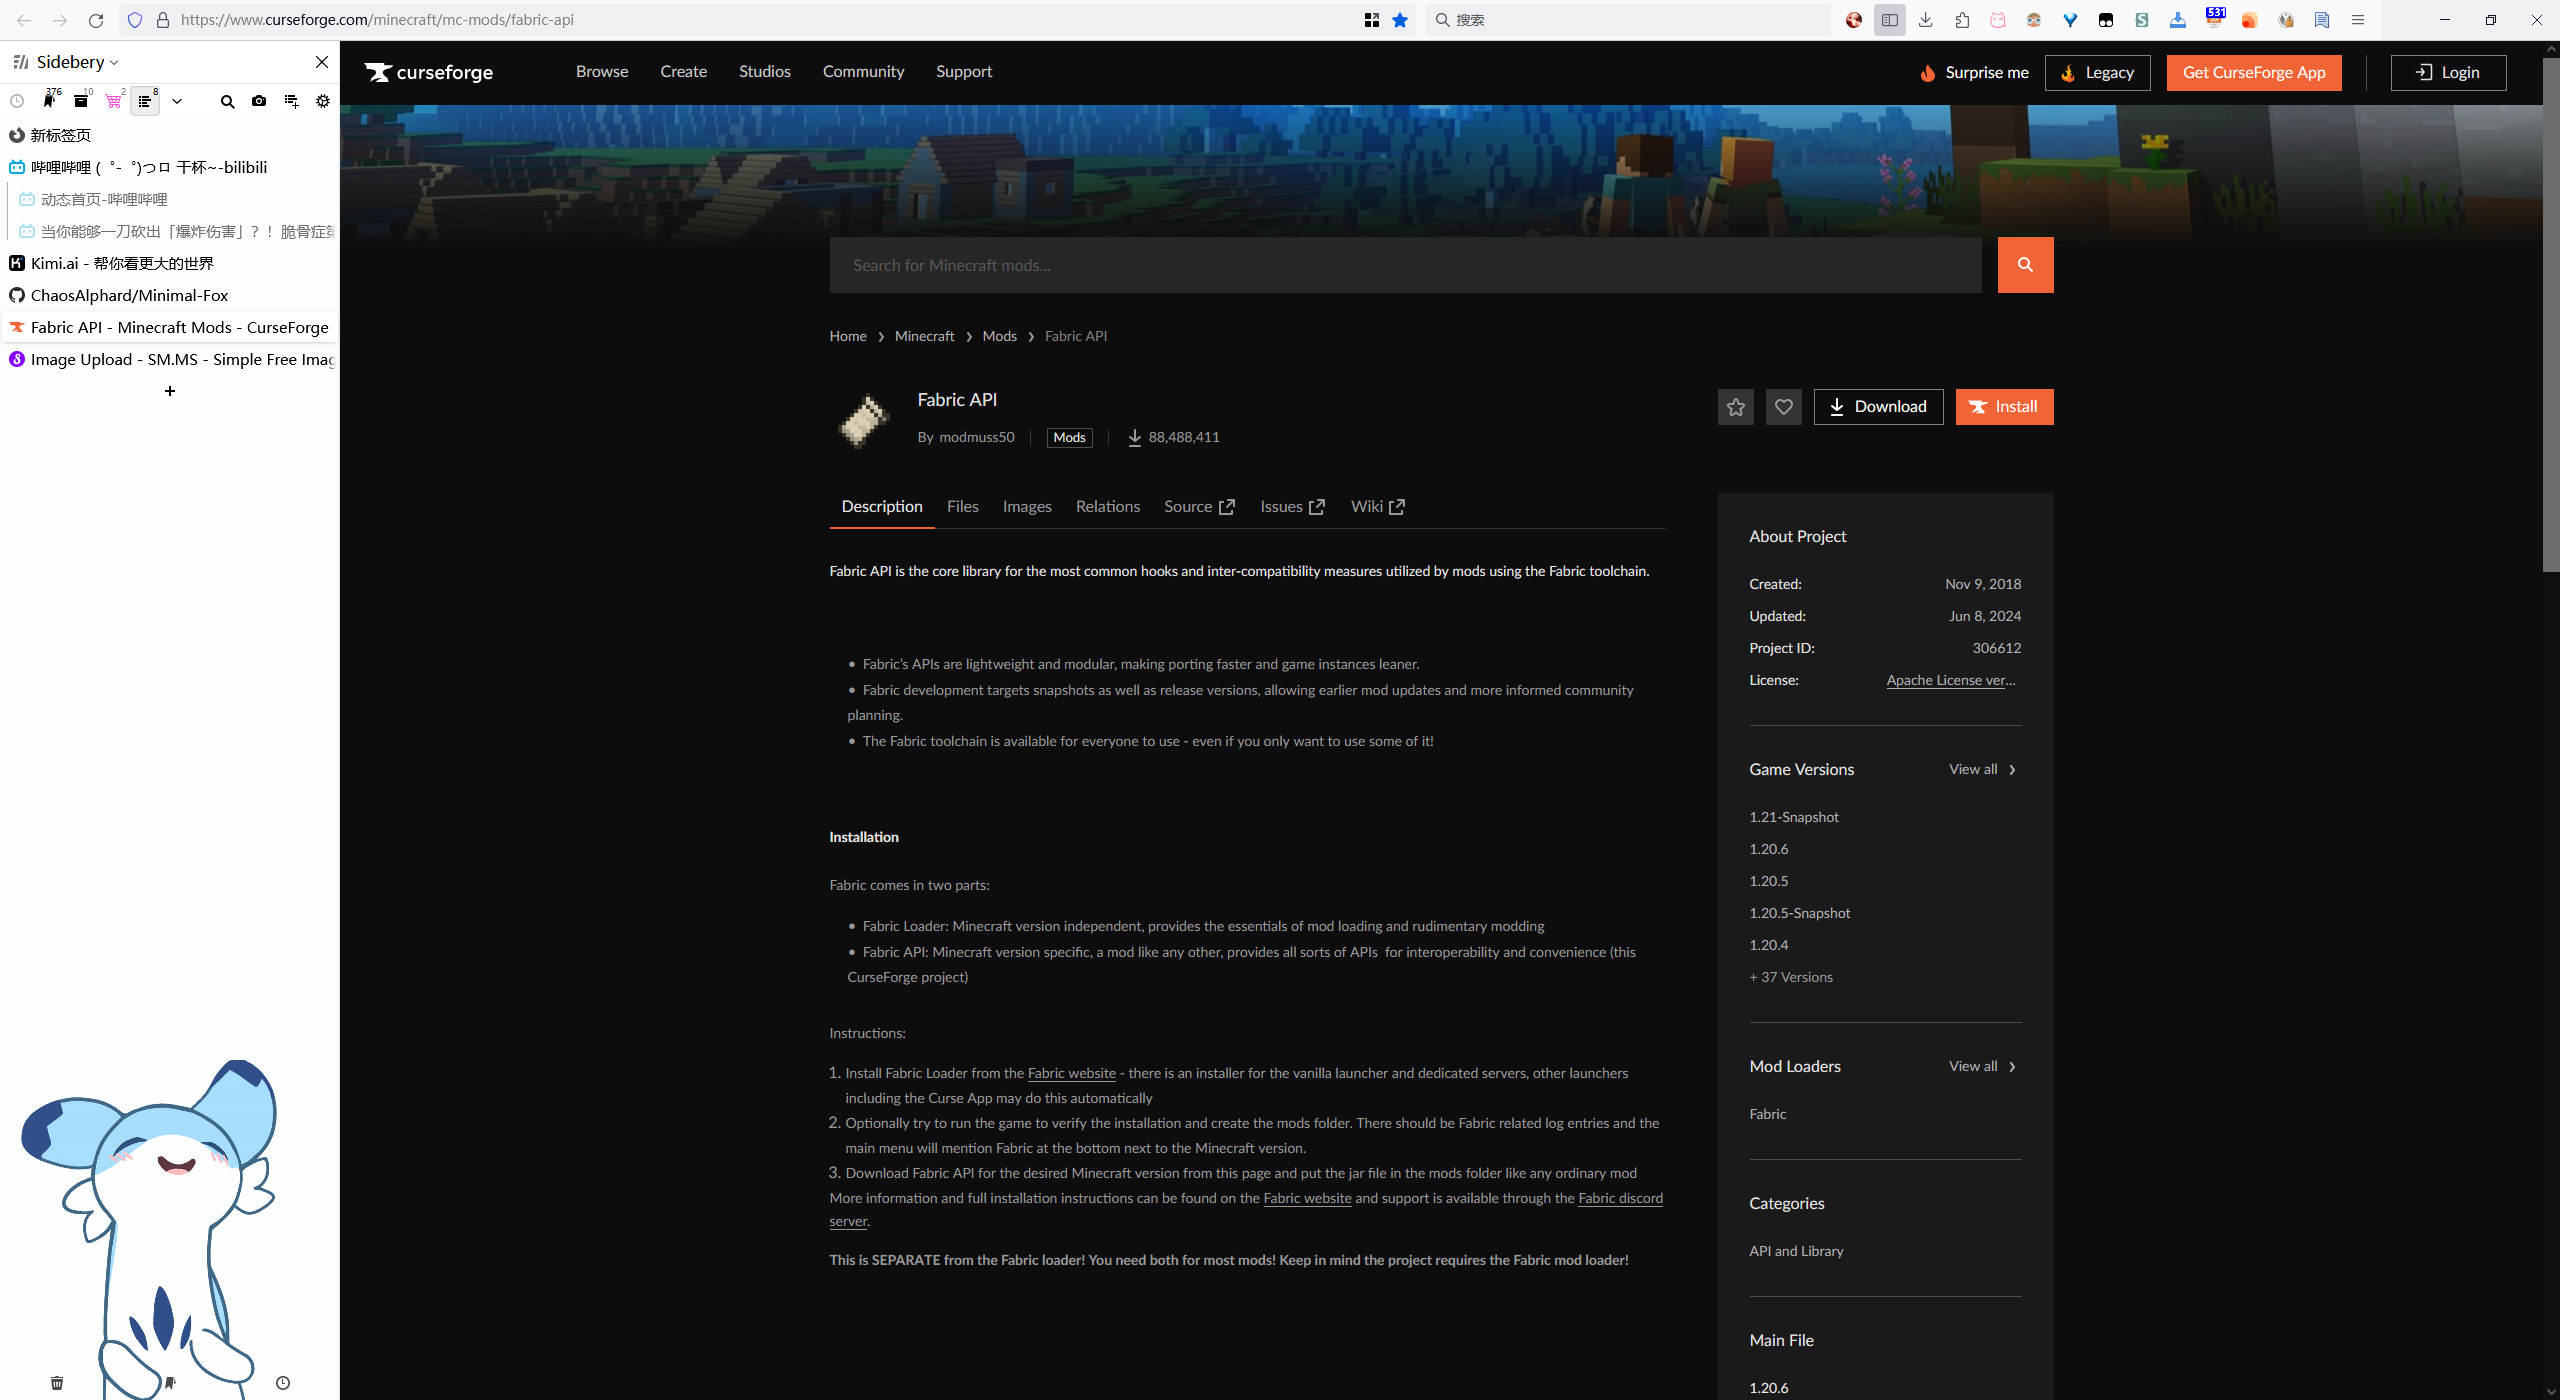 https://www.curseforge.com/minecraft/mc-mods/fabric-api
搜索
531
Sidebery
376
10
2
8
新标签页
哔哩哔哩 (゜-゜)つロ 干杯~-bilibili
动态首页-哔哩哔哩
当你能够一刀砍出「爆炸伤害」？！脆骨症
Kimi.ai - 帮你看更大的世界
ChaosAlphard/Minimal-Fox
Fabric API - Minecraft Mods - CurseForge
Image Upload - SM.MS - Simple Free Imag
curseforge
Browse
Create
Studios
Community
Support
Surprise me
Legacy
Get CurseForge App
Login
Search for Minecraft mods...
Home
Minecraft
Mods
Fabric API
Fabric API
By modmuss50
Mods
88,488,411
Download
Install
Description
Files
Images
Relations
Source
Issues
Wiki
Fabric API is the core library for the most common hooks and inter-compatibility measures utilized by mods using the Fabric toolchain.
• Fabric's APIs are lightweight and modular, making porting faster and game instances leaner.
• Fabric development targets snapshots as well as release versions, allowing earlier mod updates and more informed community
planning.
• The Fabric toolchain is available for everyone to use - even if you only want to use some of it!
Installation
Fabric comes in two parts:
• Fabric Loader: Minecraft version independent, provides the essentials of mod loading and rudimentary modding
• Fabric API: Minecraft version specific, a mod like any other, provides all sorts of APIs  for interoperability and convenience (this
CurseForge project)
Instructions:
1. Install Fabric Loader from the Fabric website - there is an installer for the vanilla launcher and dedicated servers, other launchers
including the Curse App may do this automatically
2. Optionally try to run the game to verify the installation and create the mods folder. There should be Fabric related log entries and the
main menu will mention Fabric at the bottom next to the Minecraft version.
3. Download Fabric API for the desired Minecraft version from this page and put the jar file in the mods folder like any ordinary mod
More information and full installation instructions can be found on the Fabric website and support is available through the Fabric discord
server.
This is SEPARATE from the Fabric loader! You need both for most mods! Keep in mind the project requires the Fabric mod loader!
About Project
Created: Nov 9, 2018
Updated: Jun 8, 2024
Project ID: 306612
License: Apache License ver...
Game Versions
View all
1.21-Snapshot
1.20.6
1.20.5
1.20.5-Snapshot
1.20.4
+ 37 Versions
Mod Loaders
View all
Fabric
Categories
API and Library
Main File
1.20.6